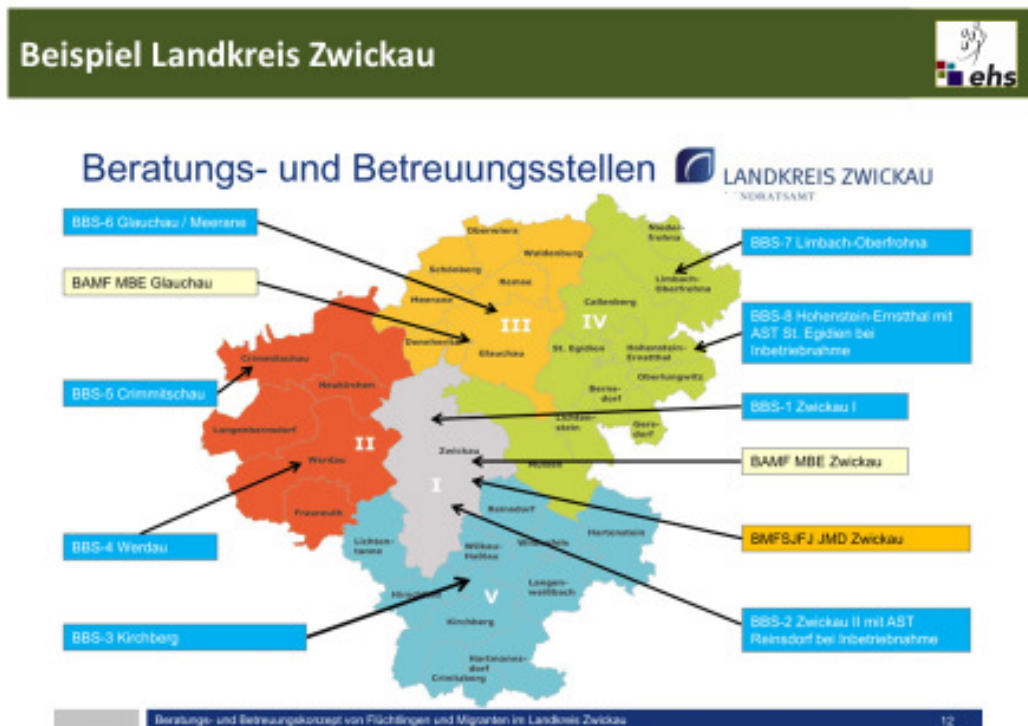 Beispiel Landkreis Zwickau
ehs
Beratungs- und Betreuungsstellen
LANDKREIS ZWICKAU
LANDRATSAMT
BBS-6 Glauchau / Meerane
BAMF MBE Glauchau
BBS-5 Crimmitschau
BBS-4 Werdau
BBS-3 Kirchberg
BBS-7 Limbach-Oberfrohna
BBS-8 Hohenstein-Ernstthal mit
AST St. Egidien bei
Inbetriebnahme
BBS-1 Zwickau I
BAMF MBE Zwickau
BMFSJFJ JMD Zwickau
BBS-2 Zwickau II mit AST
Reinsdorf bei Inbetriebnahme
Oberwiera
Waldenburg
Schönberg
Remse
Meerane
III
Dennheritz
Glauchau
Nieder-
frohna
Limbach-
Oberfrohna
Callenberg
IV
St. Egidien
Hohenstein-
Ernstthal
Oberlungwitz
Berns-
dorf
Gers-
dorf
Lichten-
stein
Mülsen
Crimmitschau
Neukirchen
Langenbernsdorf
II
Werdau
Fraureuth
Zwickau
I
Reinsdorf
Hartenstein
Lichten-
tanne
Wilkau-
Haßlau
Langen-
weißbach
V
Kirchberg
Hartmanns-
dorf
Crinitzberg
Beratungs- und Betreuungskonzept von Flüchtlingen und Migranten im Landkreis Zwickau
12